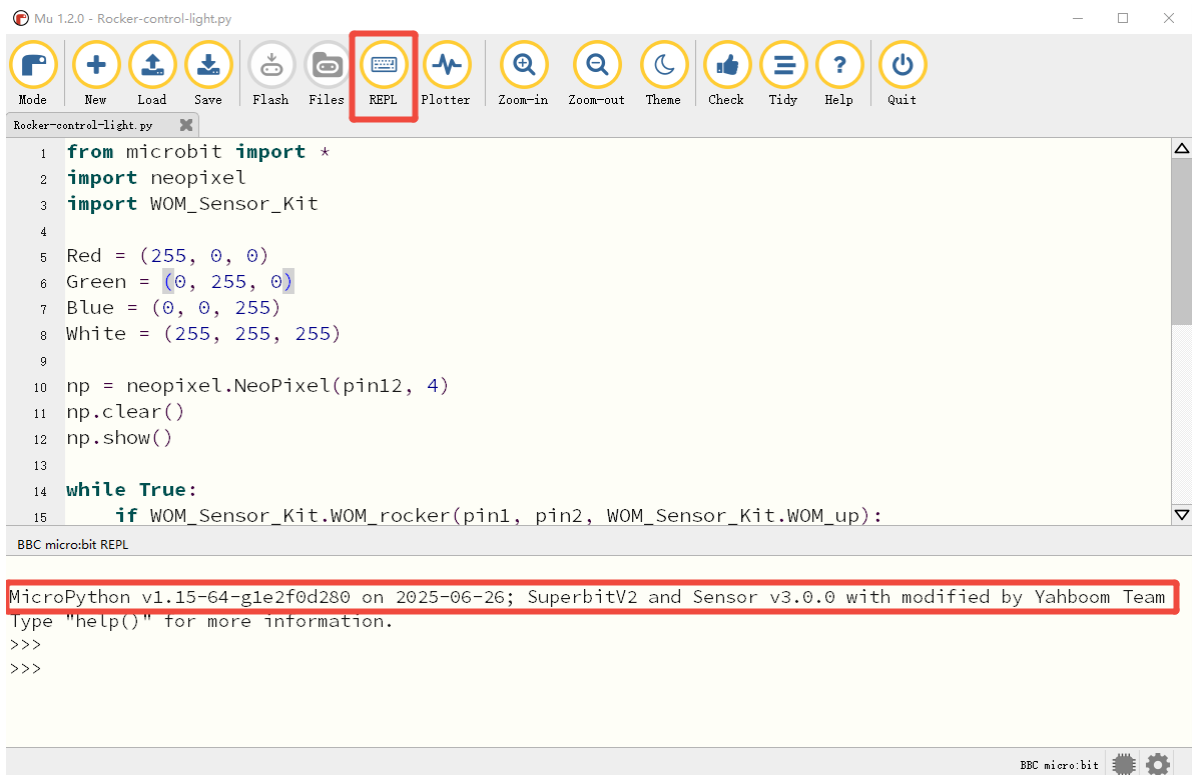 Mu 1.2.0 - Rocker-control-light.py
Mode New Load Save Flash Files REPL Plotter Zoom-in Zoom-out Theme Check Tidy Help Quit
Rocker-control-light.py
1 from microbit import *
2 import neopixel
3 import WOM_Sensor_Kit
4
5 Red = (255, 0, 0)
6 Green = (0, 255, 0)
7 Blue = (0, 0, 255)
8 White = (255, 255, 255)
9
10 np = neopixel.NeoPixel(pin12, 4)
11 np.clear()
12 np.show()
13
14 while True:
15     if WOM_Sensor_Kit.WOM_rocker(pin1, pin2, WOM_Sensor_Kit.WOM_up):
BBC micro:bit REPL
MicroPython v1.15-64-g1e2f0d280 on 2025-06-26; SuperbitV2 and Sensor v3.0.0 with modified by Yahboom Team
Type "help()" for more information.
>>>
>>>
BBC micro:bit